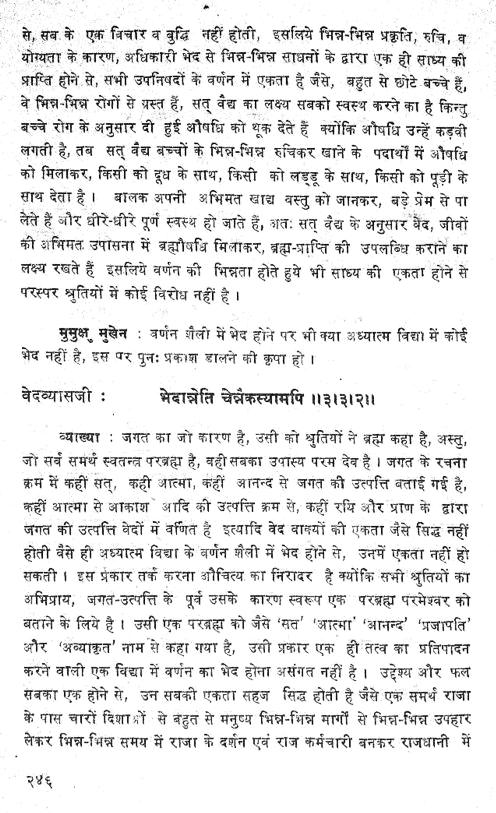 से, सब के एक विचार व बुद्धि नहीं होती, इसलिये भिन्न-भिन्न प्रकृति, रुचि, व
योग्यता के कारण, अधिकारी भेद से भिन्न-भिन्न साधनों के द्वारा एक ही साध्य की
प्राप्ति होने से, सभी उपनिषदों के वर्णन में एकता है जैसे, बहुत से छोटे बच्चे हैं,
वे भिन्न-भिन्न रोगों से ग्रस्त हैं, सत् वैद्य का लक्ष्य सबको स्वस्थ करने का है किन्तु
बच्चे रोग के अनुसार दी हुई औषधि को थूक देते हैं क्योंकि औषधि उन्हें कड़वी
लगती है, तब सत् वैद्य बच्चों के भिन्न-भिन्न रुचिकर खाने के पदार्थों में औषधि
को मिलाकर, किसी को दूध के साथ, किसी को लड्डू के साथ, किसी को पूड़ी के
साथ देता है । बालक अपनी अभिमत खाद्य वस्तु को जानकर, बड़े प्रेम से पा
लेते हैं और धीरे-धीरे पूर्ण स्वस्थ हो जाते हैं, अतः सत् वैद्य के अनुसार वेद, जीवों
की अभिमत उपासना में ब्रह्मौषधि मिलाकर, ब्रह्म-प्राप्ति की उपलब्धि कराने का
लक्ष्य रखते हैं इसलिये वर्णन की भिन्नता होते हुये भी साध्य की एकता होने से
परस्पर श्रुतियों में कोई विरोध नहीं है ।
मुमुक्षु मुखेन : वर्णन शैली में भेद होने पर भी क्या अध्यात्म विद्या में कोई
भेद नहीं है, इस पर पुनः प्रकाश डालने की कृपा हो ।
वेदव्यासजी : भेदान्नेति चेन्नैकस्यामपि ।।३।३।२।।
व्याख्या : जगत का जो कारण है, उसी को श्रुतियों ने ब्रह्म कहा है, अस्तु,
जो सर्व समर्थ स्वतन्त्र परब्रह्म है, वही सबका उपास्य परम देव है । जगत के रचना
क्रम में कहीं सत्, कही आत्मा, कंहीं आनन्द से जगत की उत्पत्ति बताई गई है,
कहीं आत्मा से आकाश आदि की उत्पत्ति क्रम से, कहीं रयि और प्राण के द्वारा
जगत की उत्पत्ति वेदों में वर्णित है इत्यादि वेद वाक्यों की एकता जैसे सिद्ध नहीं
होती वैसे ही अध्यात्म विद्या के वर्णन शैली में भेद होने से, उनमें एकता नहीं हो
सकती । इस प्रकार तर्क करना औचित्य का निरादर है क्योंकि सभी श्रुतियों का
अभिप्राय, जगत-उत्पत्ति के पूर्व उसके कारण स्वरूप एक परब्रह्म परमेश्वर को
बताने के लिये है । उसी एक परब्रह्म को जैसे 'सत' 'आत्मा' 'आनन्द' 'प्रजापति'
और 'अव्याकृत' नाम से कहा गया है, उसी प्रकार एक ही तत्व का प्रतिपादन
करने वाली एक विद्या में वर्णन का भेद होना असंगत नहीं है । उद्देश्य और फल
सबका एक होने से, उन सबकी एकता सहज सिद्ध होती है जैसे एक समर्थ राजा
के पास चारों दिशाओं से बहुत से मनुष्य भिन्न-भिन्न मार्गों से भिन्न-भिन्न उपहार
लेकर भिन्न-भिन्न समय में राजा के दर्शन एवं राज कर्मचारी बनकर राजधानी में
२४६